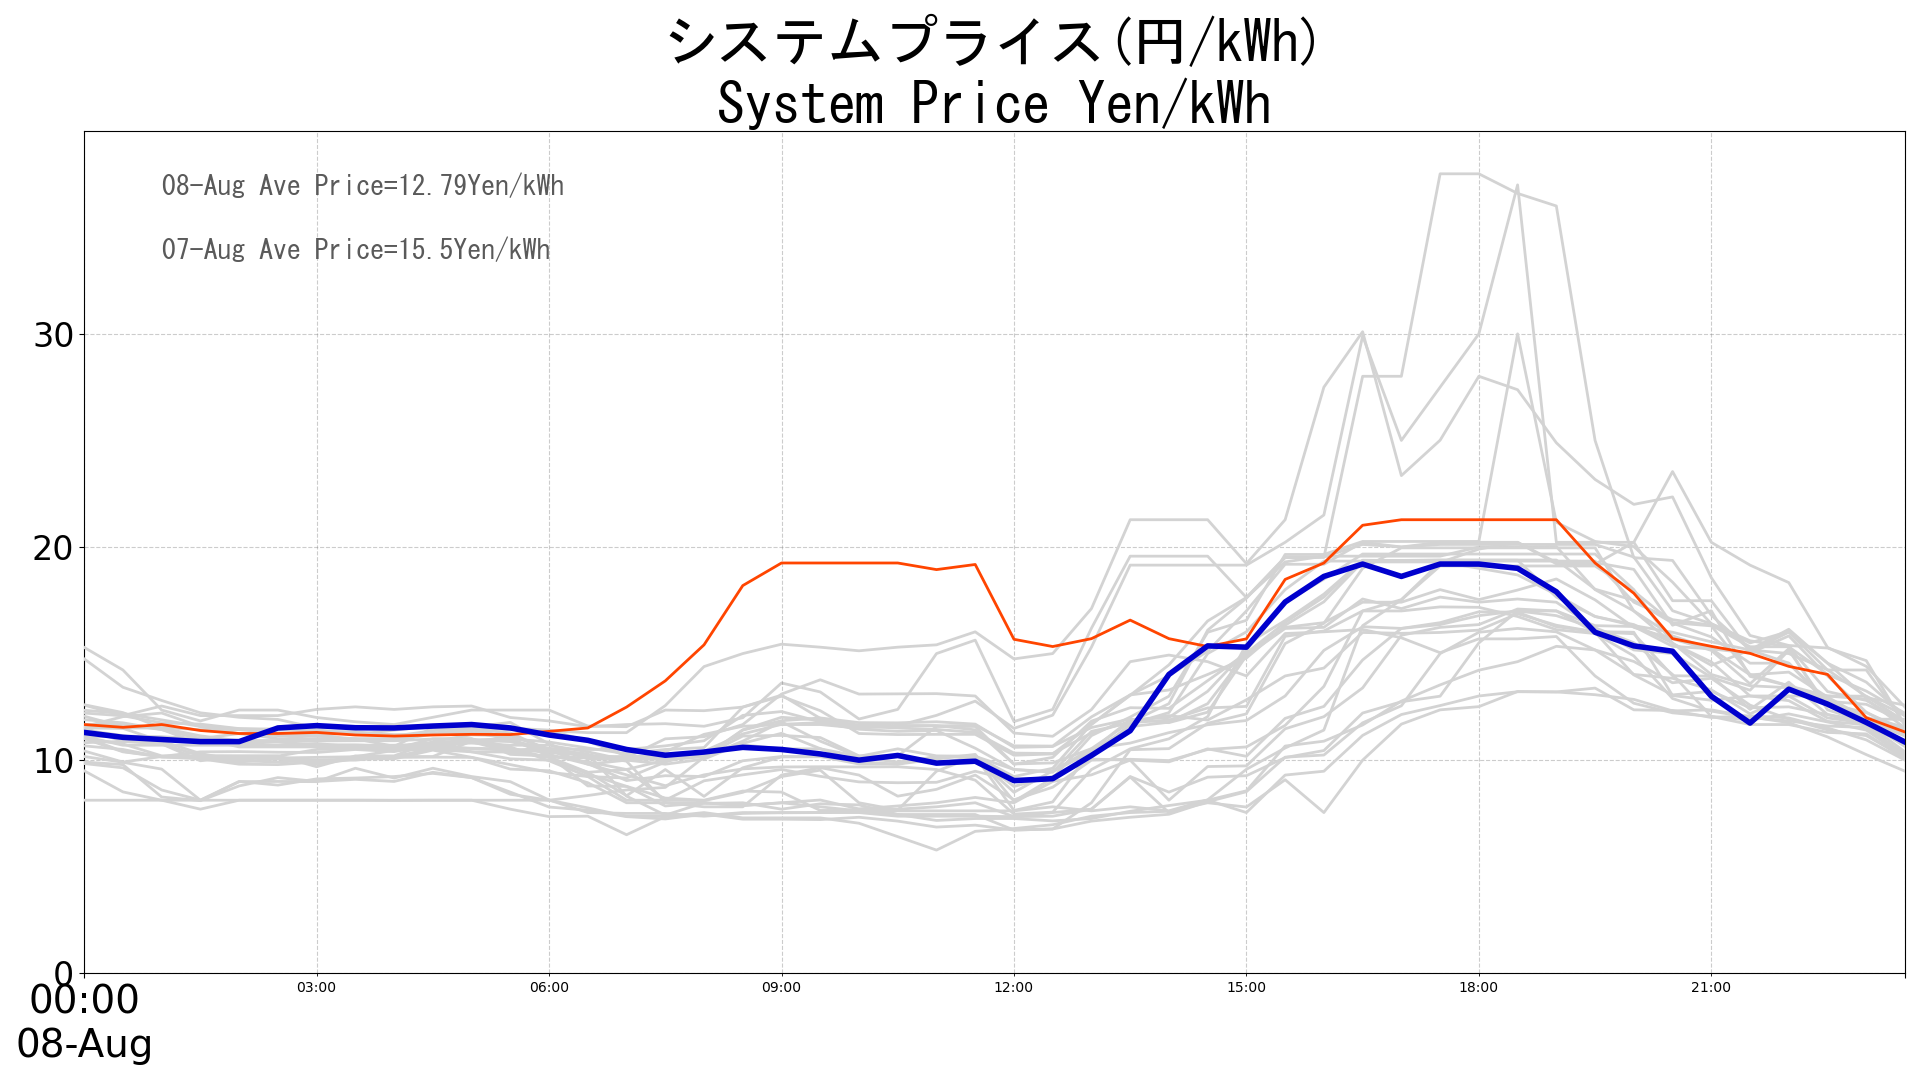 システムプライス(円/kWh)
System Price Yen/kWh
08-Aug Ave Price=12.79Yen/kWh
07-Aug Ave Price=15.5Yen/kWh
30
20
10
0
00:00 03:00 06:00 09:00 12:00 15:00 18:00 21:00
08-Aug